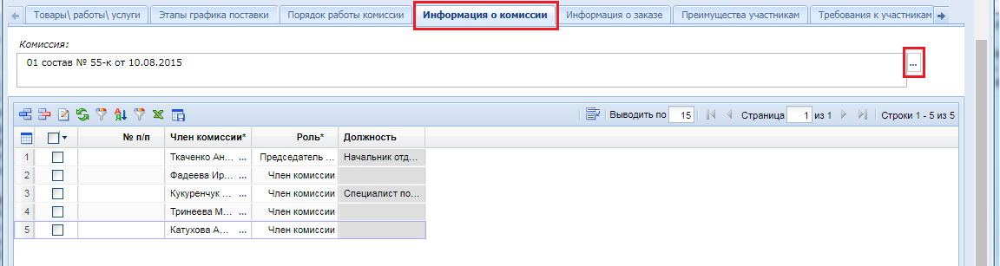 Товары\ работы\ услуги Этапы графика поставки Порядок работы комиссии Информация о комиссии Информация о заказе Преимущества участникам Требования к участникам
Комиссия:
01 состав № 55-к от 10.08.2015 ...
Выводить по 15 Страница 1 из 1 Строки 1 - 5 из 5
№ п/п Член комиссии* Роль* Должность
1 Ткаченко Ан... ... Председатель ... Начальник отд...
2 Фадеева Ир... ... Член комиссии
3 Кукуренчук ... ... Член комиссии Специалист по...
4 Тринеева М... ... Член комиссии
5 Катухова А... ... Член комиссии